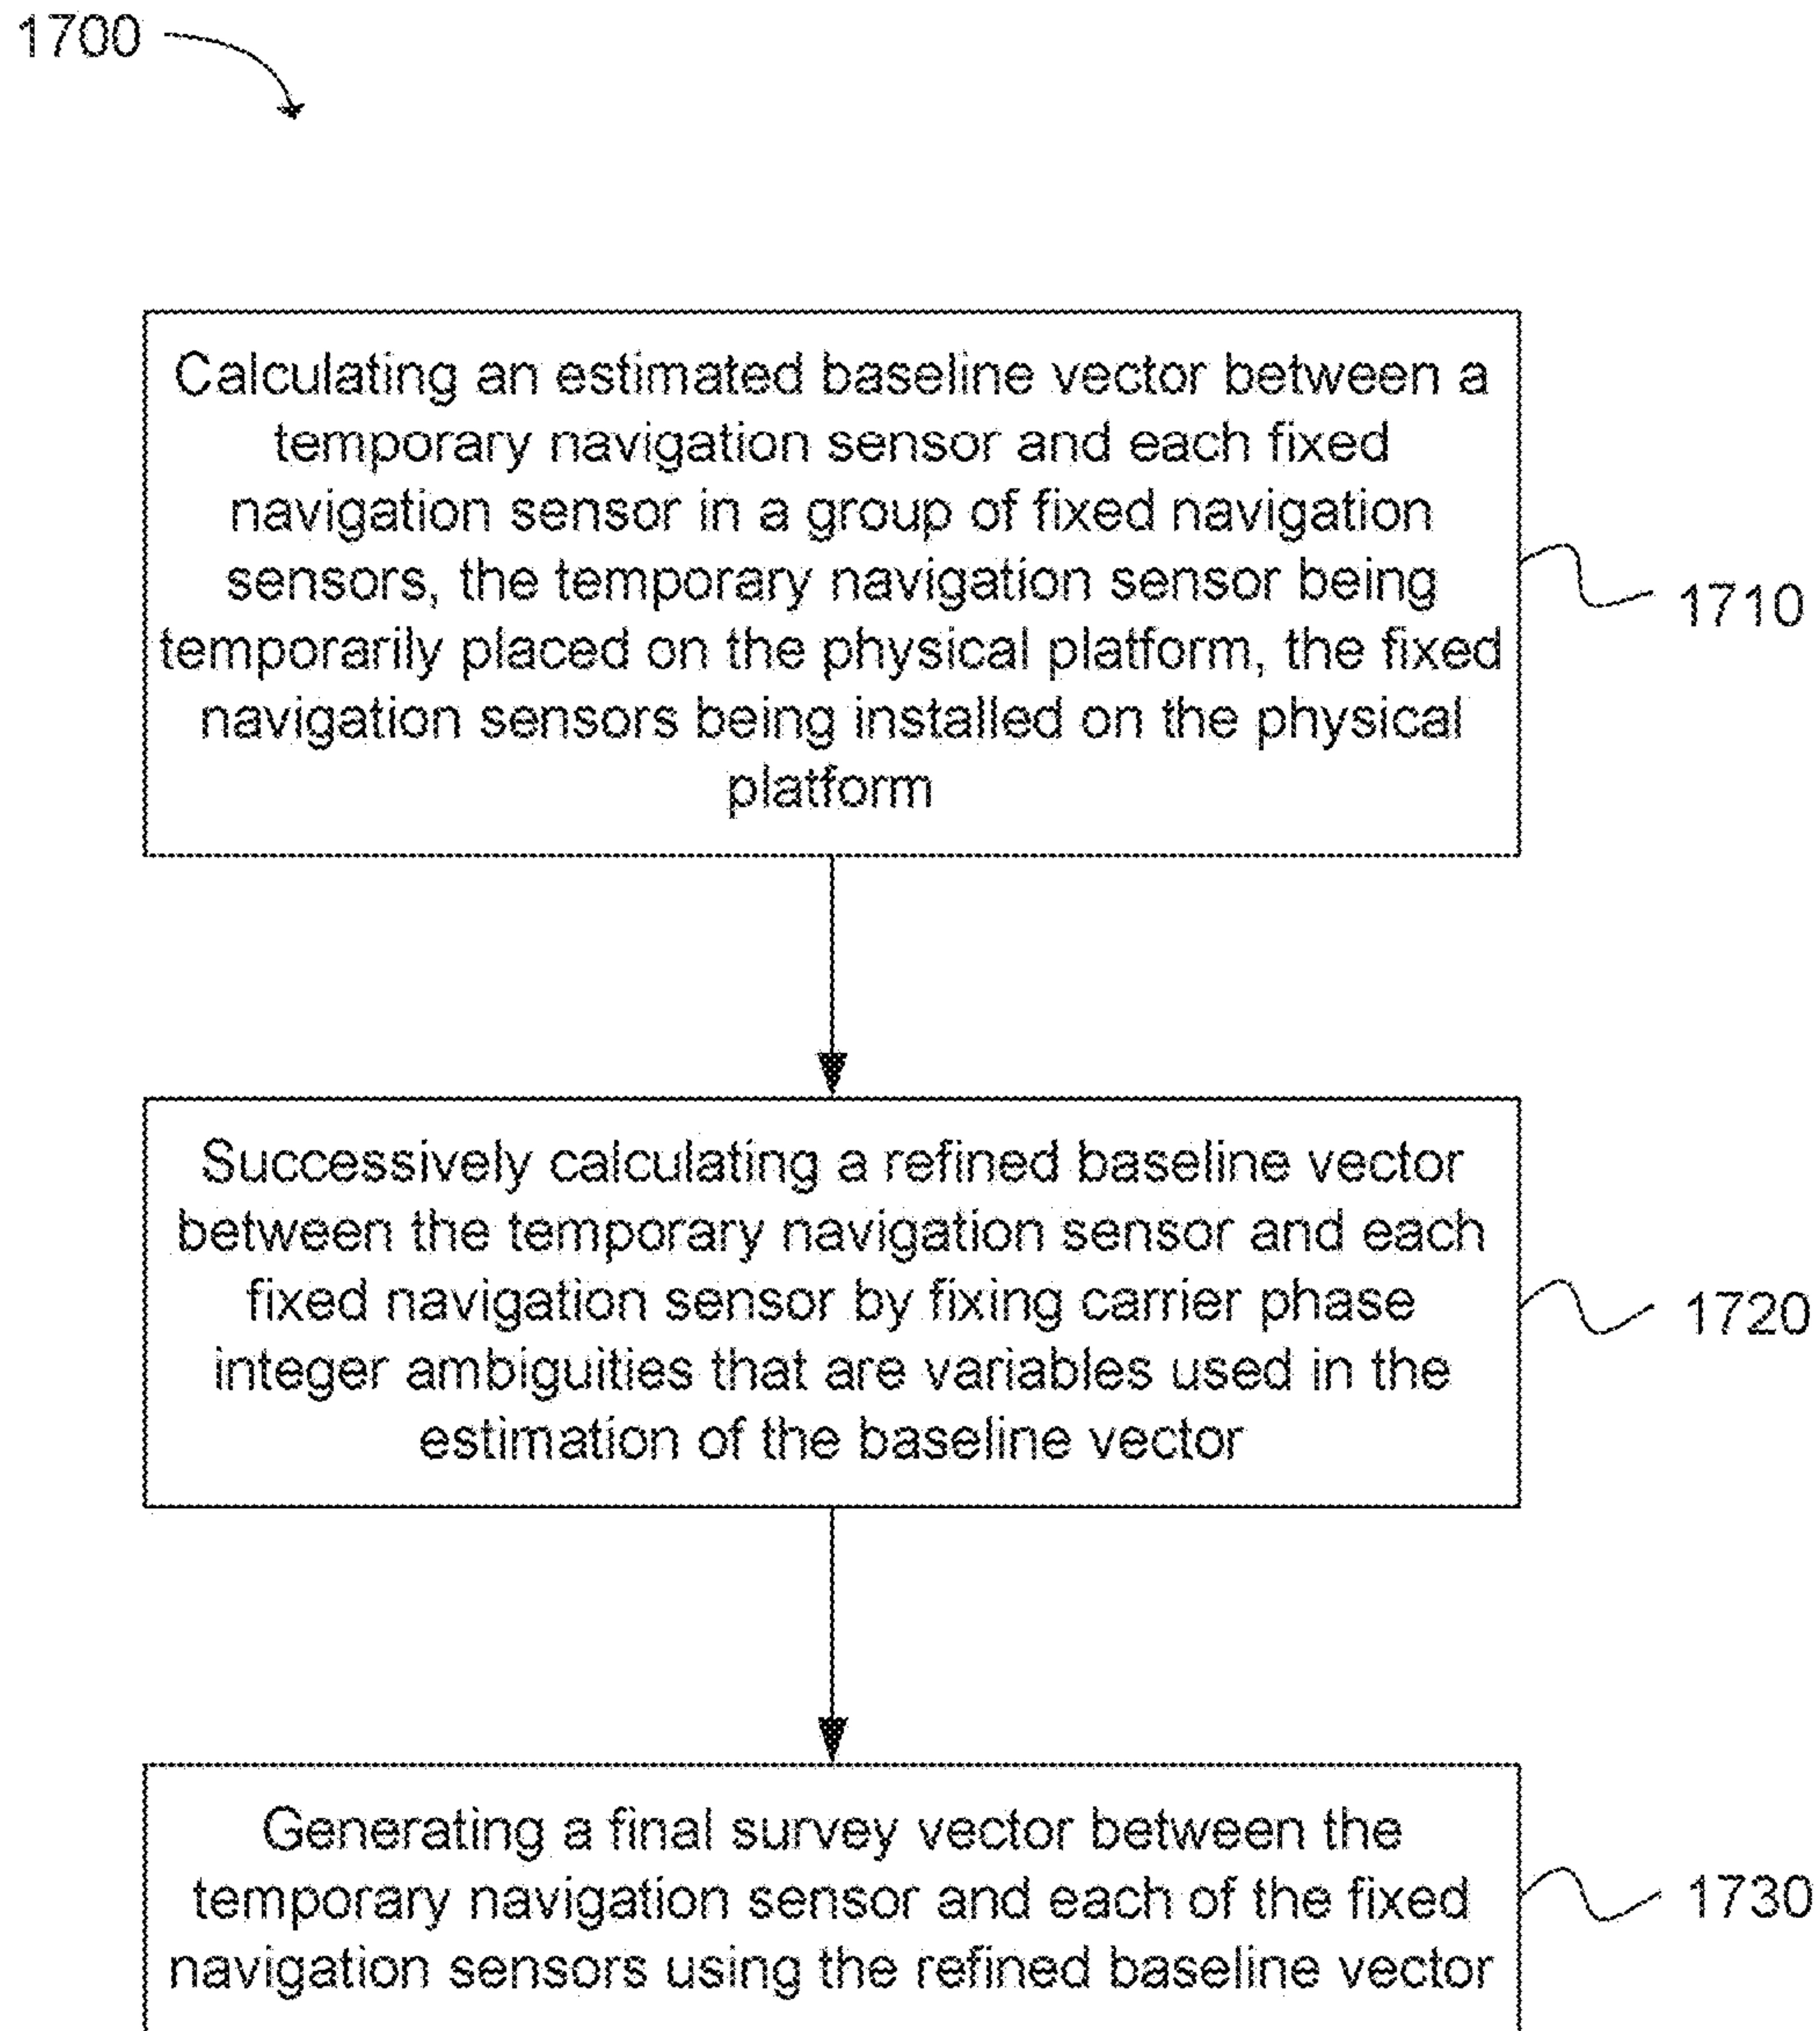 1700
Calculating an estimated baseline vector between a
temporary navigation sensor and each fixed
navigation sensor in a group of fixed navigation
sensors, the temporary navigation sensor being
temporarily placed on the physical platform, the fixed
navigation sensors being installed on the physical
platform
1710
Successively calculating a refined baseline vector
between the temporary navigation sensor and each
fixed navigation sensor by fixing carrier phase
integer ambiguities that are variables used in the
estimation of the baseline vector
1720
Generating a final survey vector between the
temporary navigation sensor and each of the fixed
navigation sensors using the refined baseline vector
1730